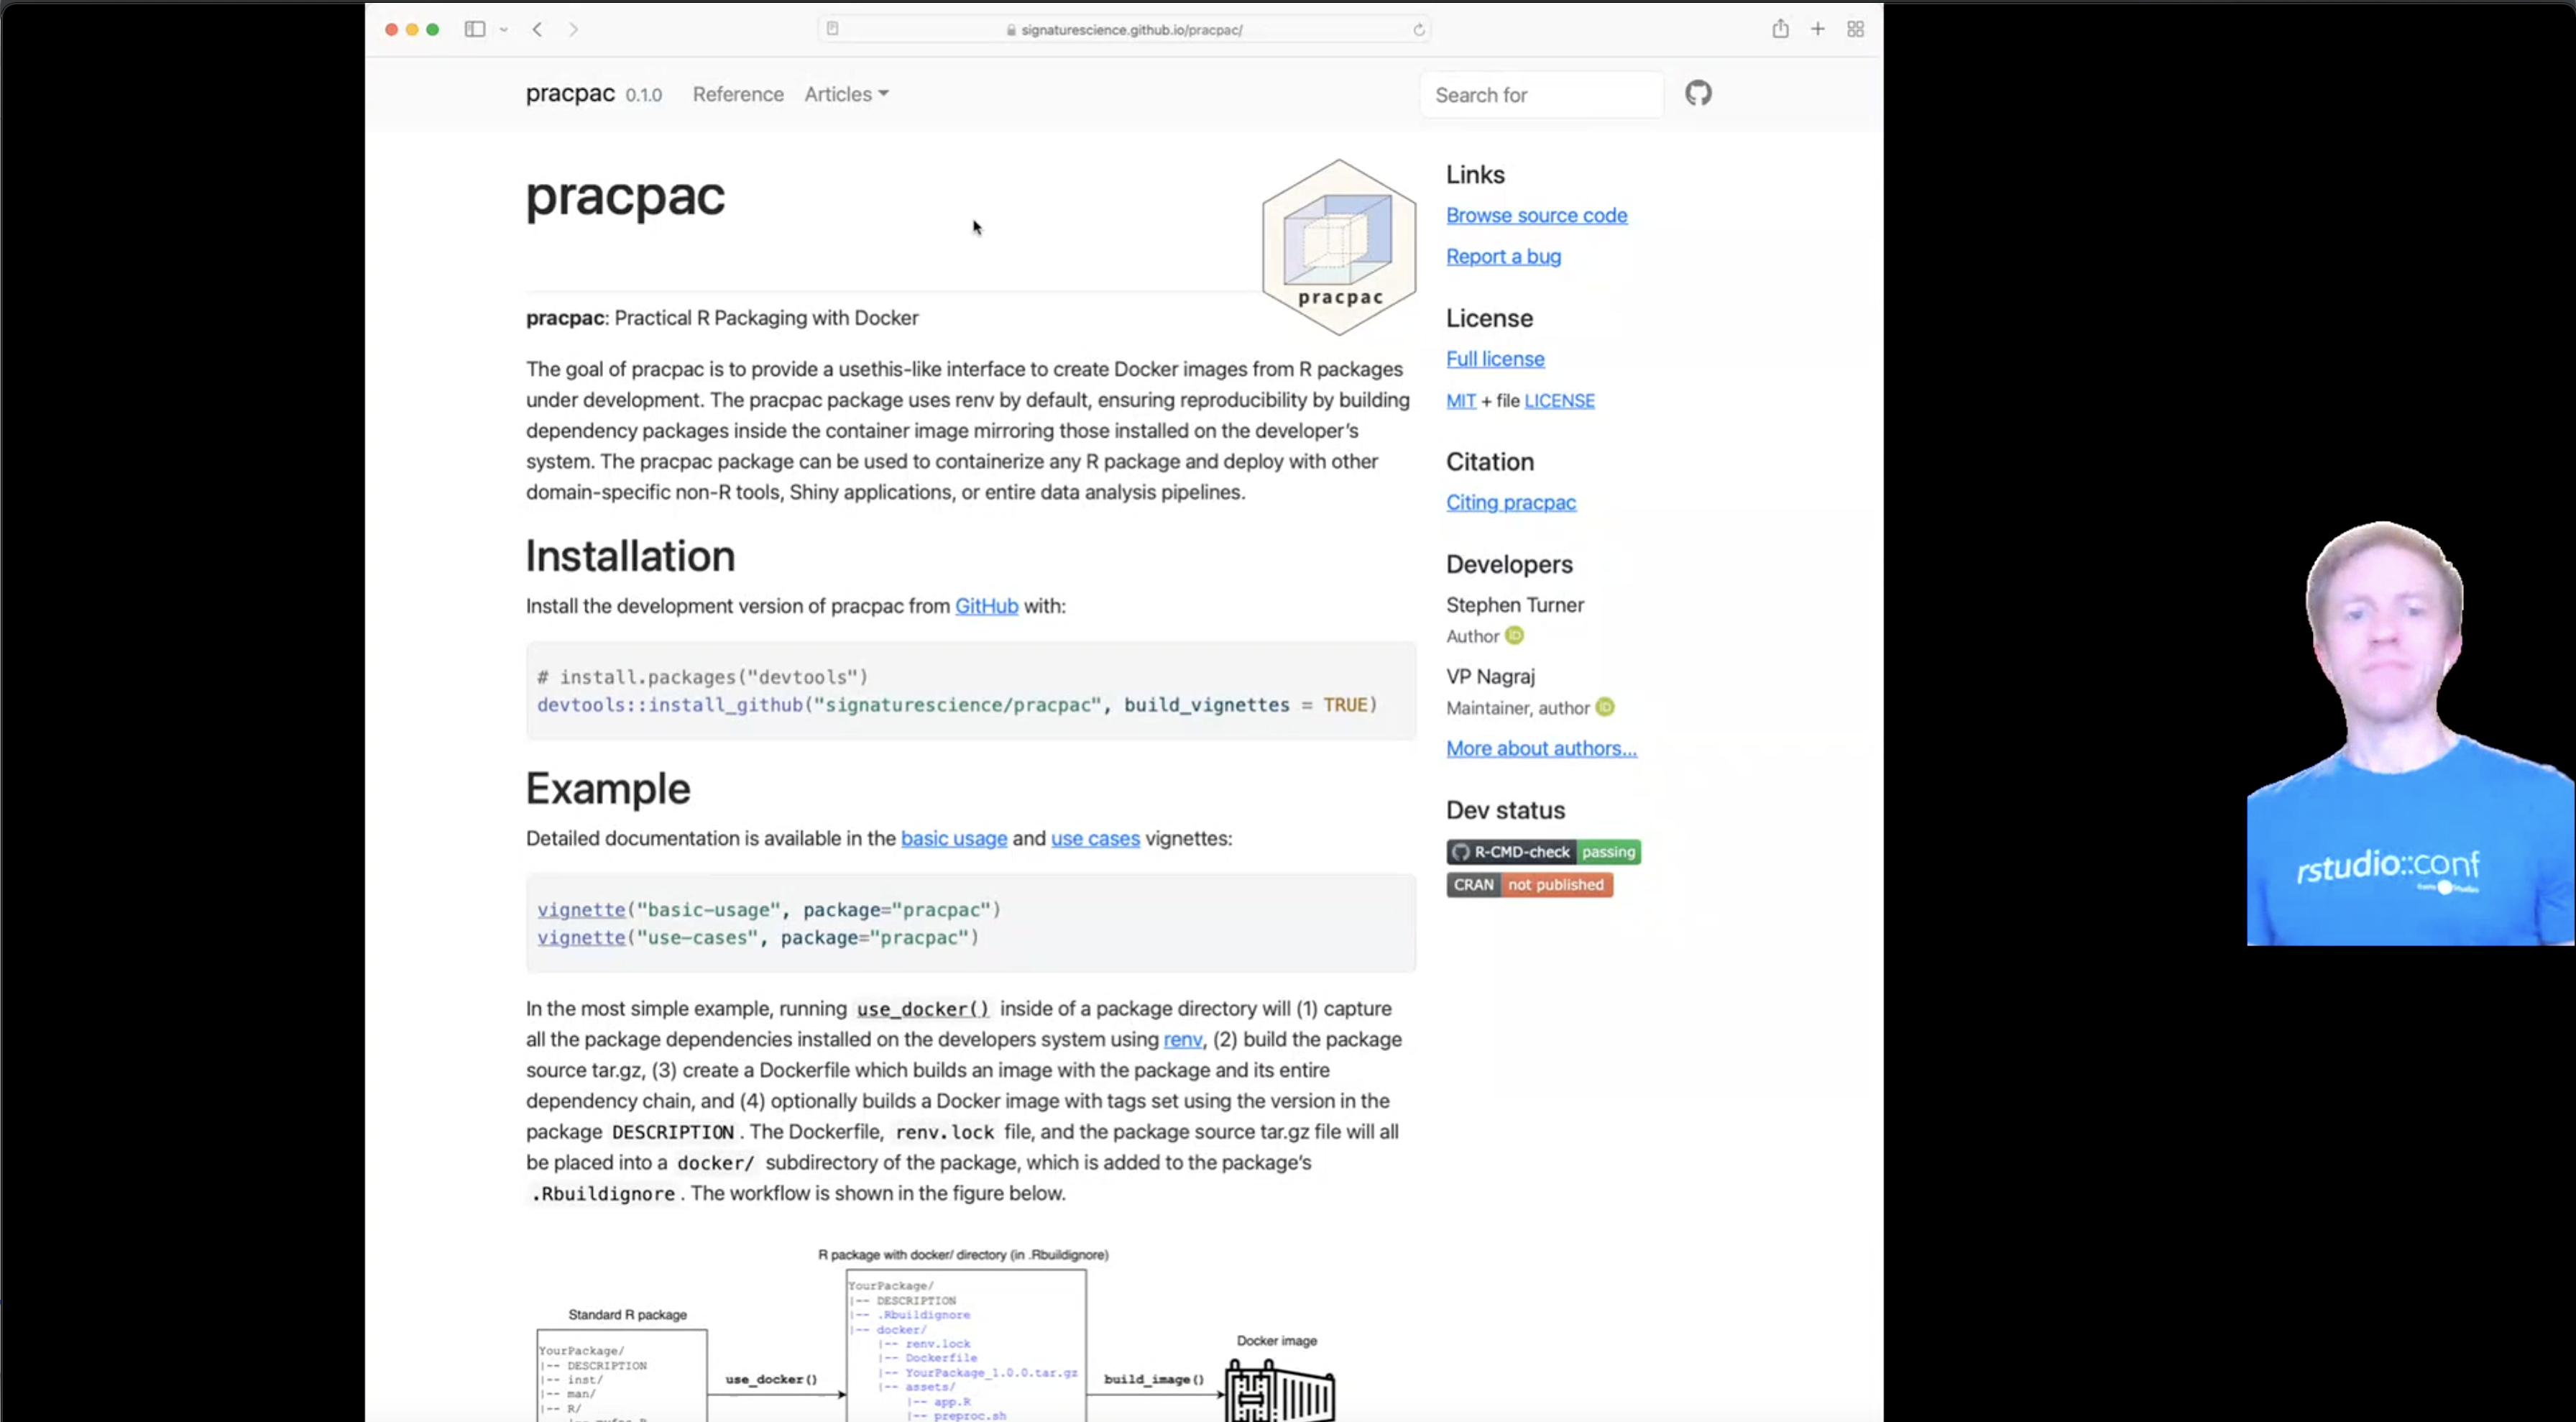 signaturescience.github.io/pracpac/
pracpac 0.1.0 Reference Articles
Search for
pracpac
pracpac
pracpac: Practical R Packaging with Docker
The goal of pracpac is to provide a usethis-like interface to create Docker images from R packages
under development. The pracpac package uses renv by default, ensuring reproducibility by building
dependency packages inside the container image mirroring those installed on the developer's
system. The pracpac package can be used to containerize any R package and deploy with other
domain-specific non-R tools, Shiny applications, or entire data analysis pipelines.
Installation
Install the development version of pracpac from GitHub with:
# install.packages("devtools")
devtools::install_github("signaturescience/pracpac", build_vignettes = TRUE)
Example
Detailed documentation is available in the basic usage and use cases vignettes:
vignette("basic-usage", package="pracpac")
vignette("use-cases", package="pracpac")
In the most simple example, running use_docker() inside of a package directory will (1) capture
all the package dependencies installed on the developers system using renv, (2) build the package
source tar.gz, (3) create a Dockerfile which builds an image with the package and its entire
dependency chain, and (4) optionally builds a Docker image with tags set using the version in the
package DESCRIPTION. The Dockerfile, renv.lock file, and the package source tar.gz file will all
be placed into a docker/ subdirectory of the package, which is added to the package's
.Rbuildignore. The workflow is shown in the figure below.
Standard R package
YourPackage/
|-- DESCRIPTION
|-- inst/
|-- man/
|-- R/
use_docker()
R package with docker/ directory (in .Rbuildignore)
YourPackage/
|-- DESCRIPTION
|-- .Rbuildignore
|-- docker/
|-- renv.lock
|-- Dockerfile
|-- YourPackage_1.0.0.tar.gz
|-- assets/
|-- app.R
|-- preproc.sh
build_image()
Docker image
Links
Browse source code
Report a bug
License
Full license
MIT + file LICENSE
Citation
Citing pracpac
Developers
Stephen Turner
Author iD
VP Nagraj
Maintainer, author iD
More about authors...
Dev status
R-CMD-check passing
CRAN not published
rstudio::conf